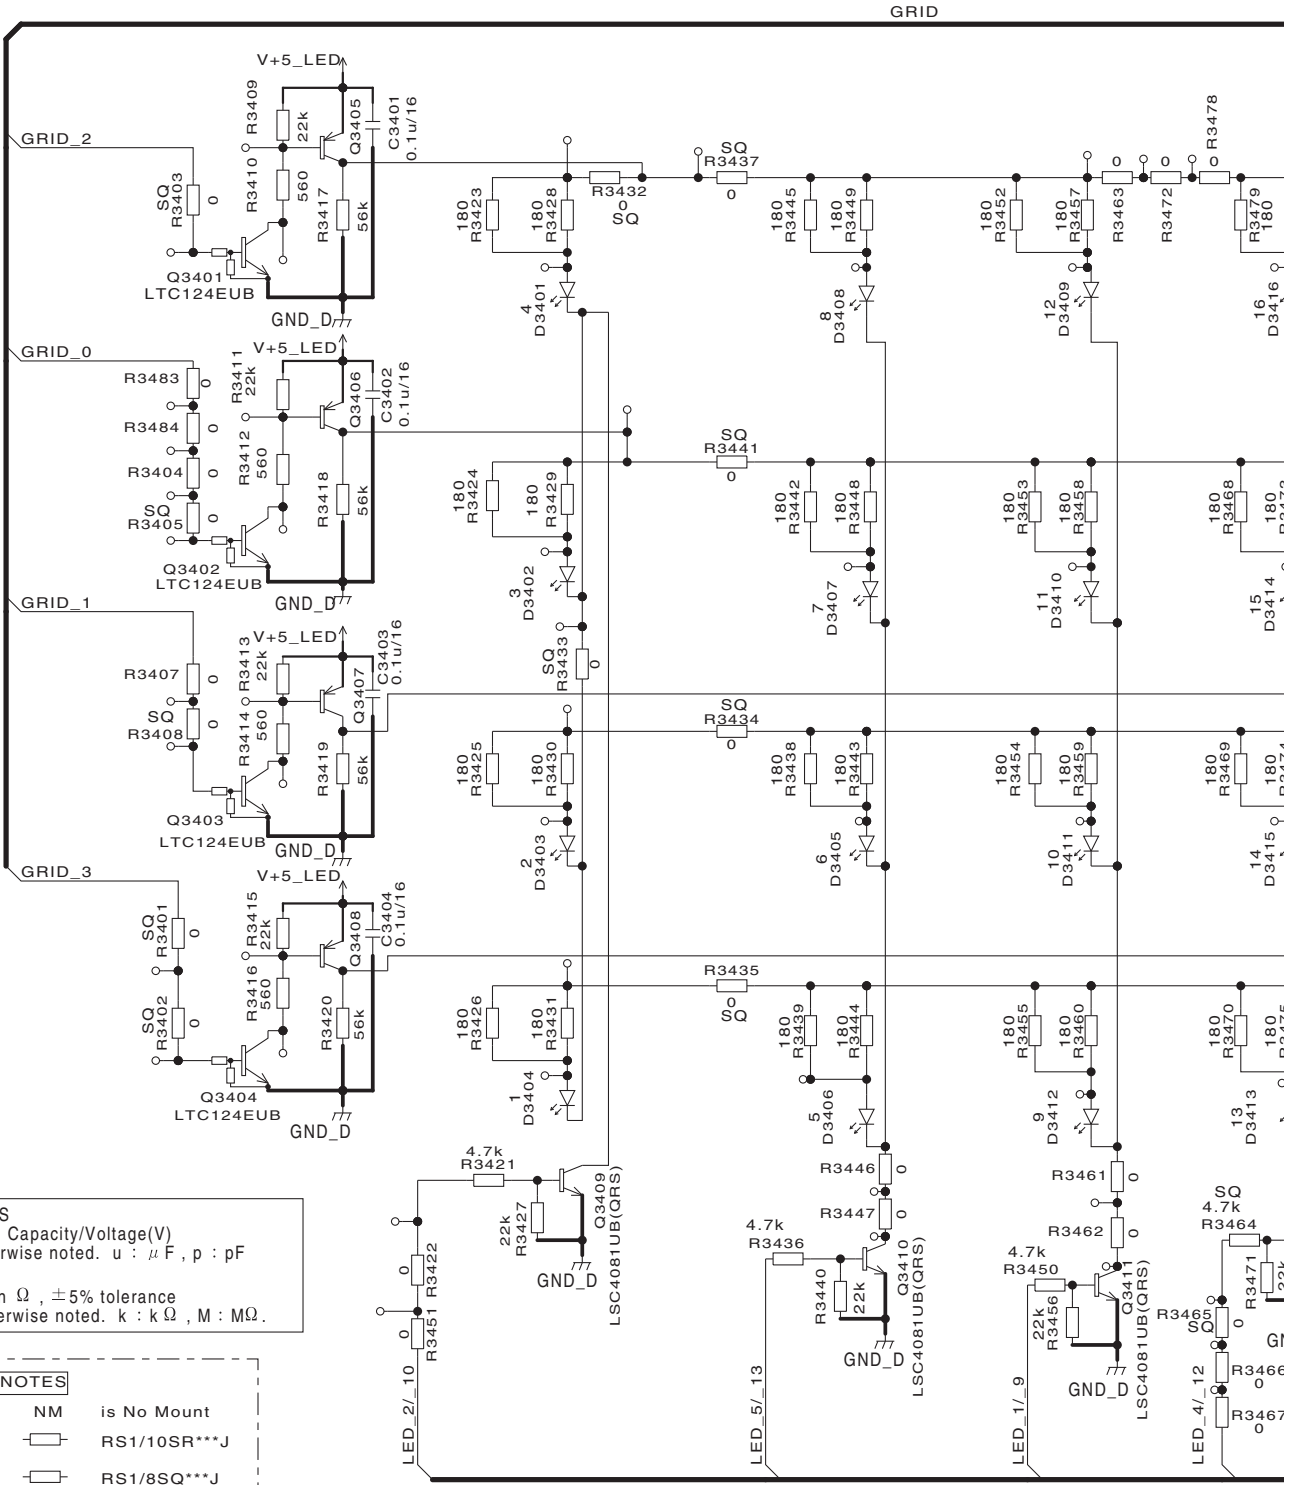 GRID
V+5_LED
R3409
22k
Q3405
C3401
0.1u/16
GRID_2
R3410
560
SQ
R3403
0
R3417
56k
Q3401
LTC124EUB
GND_D
180
R3423
180
R3428
R3432
0
SQ
SQ
R3437
0
180
R3445
180
R3449
180
R3452
180
R3457
0
R3463
0
R3472
R3478
0
R3479
180
4
D3401
8
D3408
12
D3409
16
D3416
GRID_0
V+5_LED
R3411
22k
Q3406
C3402
0.1u/16
R3483
0
R3484
0
R3404
0
SQ
R3405
0
R3412
560
R3418
56k
Q3402
LTC124EUB
GND_D
180
R3424
180
R3429
SQ
R3441
0
180
R3442
180
R3448
180
R3453
180
R3458
180
R3468
180
3
D3402
7
D3407
11
D3410
15
D3414
GRID_1
V+5_LED
R3413
22k
Q3407
C3403
0.1u/16
R3407
0
SQ
R3408
0
R3414
560
R3419
56k
Q3403
LTC124EUB
GND_D
SQ
R3433
0
180
R3425
180
R3430
SQ
R3434
0
180
R3438
180
R3443
180
R3454
180
R3459
180
R3469
180
R3474
2
D3403
6
D3405
10
D3411
14
D3415
GRID_3
V+5_LED
R3415
22k
Q3408
C3404
0.1u/16
SQ
R3401
0
SQ
R3402
0
R3416
560
R3420
56k
Q3404
LTC124EUB
GND_D
180
R3426
180
R3431
R3435
0
SQ
180
R3439
180
R3444
180
R3455
180
R3460
180
R3470
180
R3475
1
D3404
5
D3406
9
D3412
13
D3413
4.7k
R3421
22k
R3427
Q3409
LSC4081UB(QRS)
GND_D
0
R3422
0
R3451
LED_2/_10
R3446
0
R3447
0
4.7k
R3436
R3440
22k
Q3410
LSC4081UB(QRS)
GND_D
LED_5/_13
R3461
0
R3462
0
4.7k
R3450
22k
R3456
Q3411
LSC4081UB(QRS)
GND_D
LED_1/_9
SQ
4.7k
R3464
R3471
22k
R3465
SQ
0
R3466
0
R3467
0
LED_4/_12
S
Capacity/Voltage(V)
rwise noted. u : μF, p : pF
n Ω, ±5% tolerance
erwise noted. k : kΩ, M : MΩ.
NOTES
NM is No Mount
RS1/10SR***J
RS1/8SQ***J